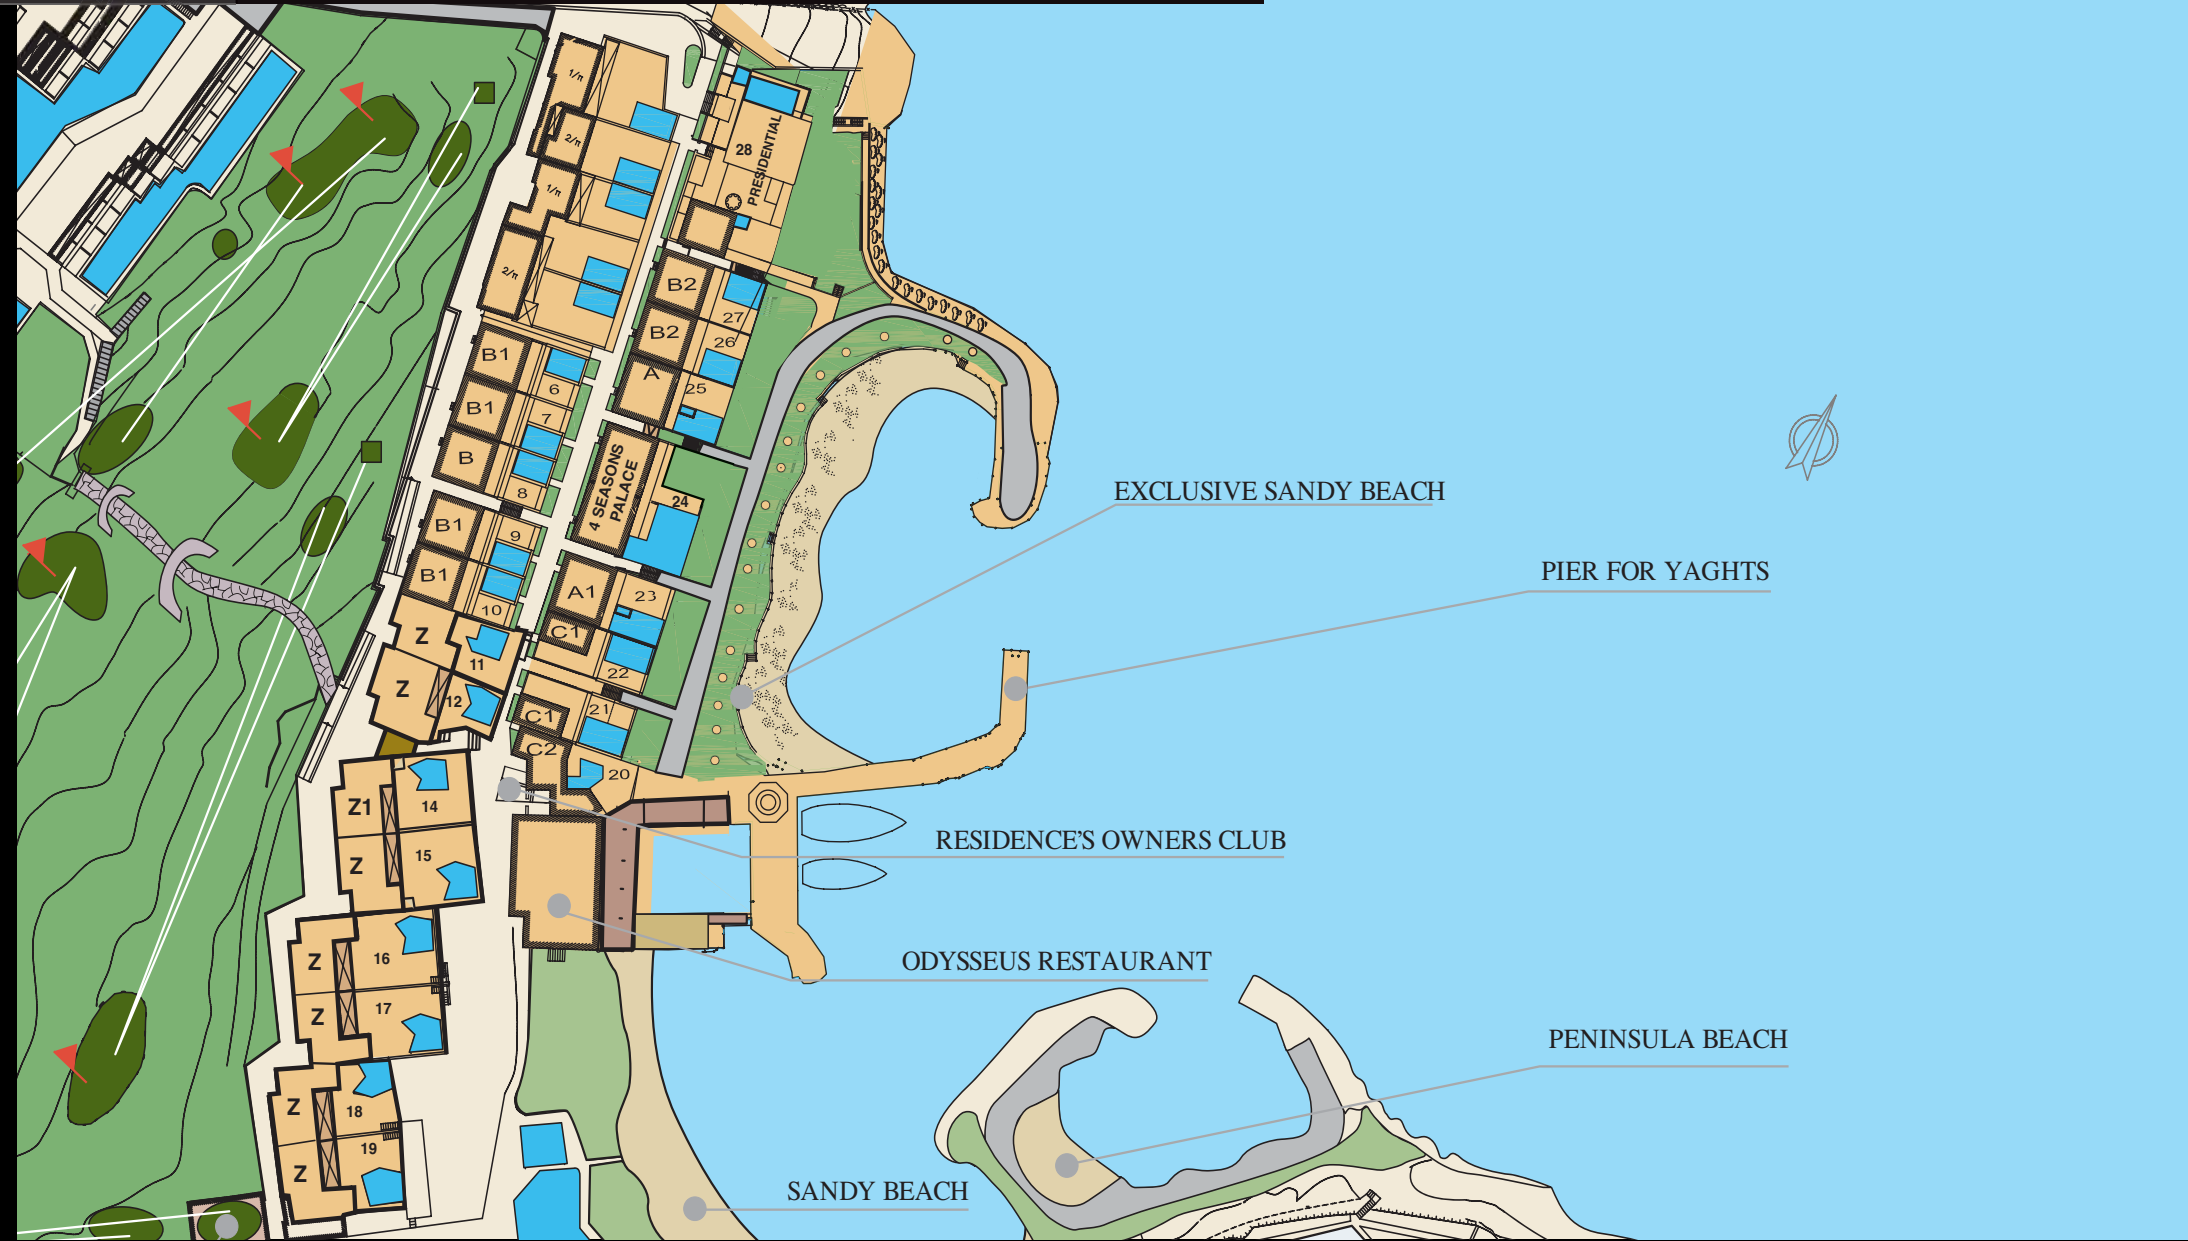 1/π
2/π
1/π
2/π
28
PRESIDENTIAL
B2
27
B2
26
A
25
B1
6
B1
7
B
8
4 SEASONS
PALACE
24
B1
9
B1
10
A1
23
C1
22
Z
11
Z
12
C1
21
C2
20
Z1
14
Z
15
Z
16
Z
17
Z
18
Z
19
EXCLUSIVE SANDY BEACH
PIER FOR YAGHTS
RESIDENCE'S OWNERS CLUB
ODYSSEUS RESTAURANT
PENINSULA BEACH
SANDY BEACH